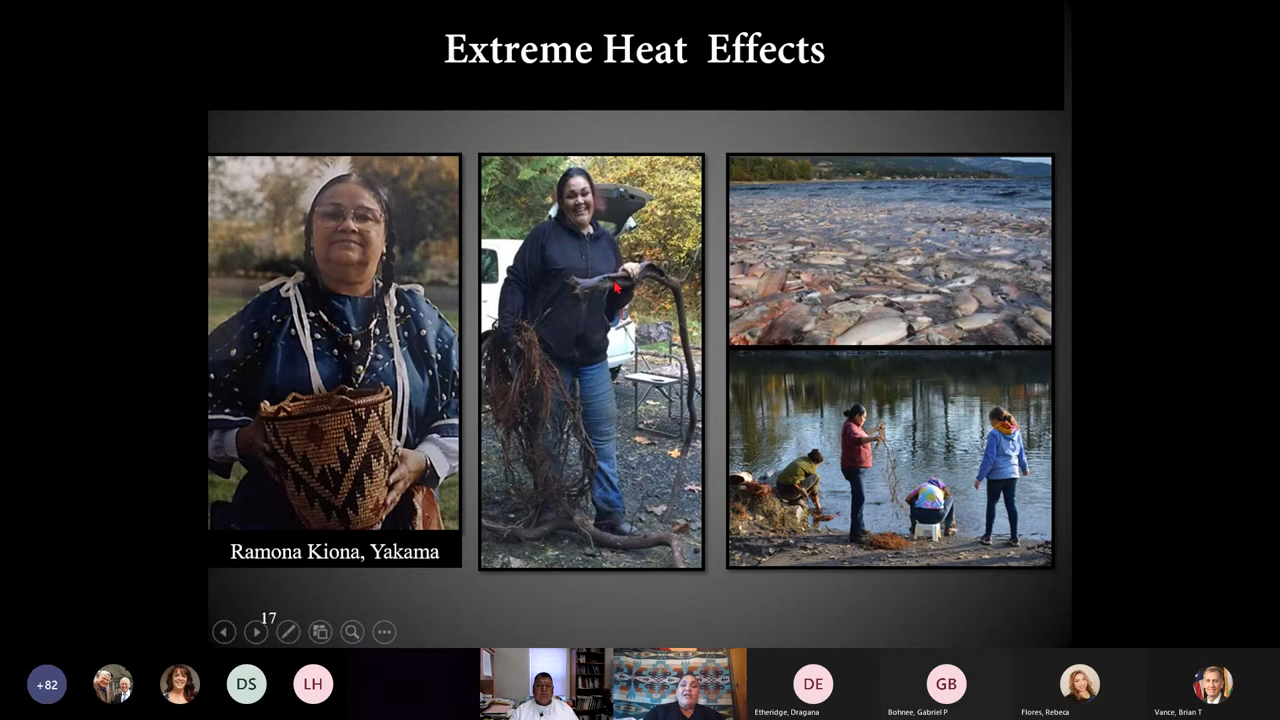 Extreme Heat Effects
Ramona Kiona, Yakama
17
+82
DS
LH
DE
GB
Etheridge, Dragana
Bohnee, Gabriel P
Flores, Rebeca
Vance, Brian T